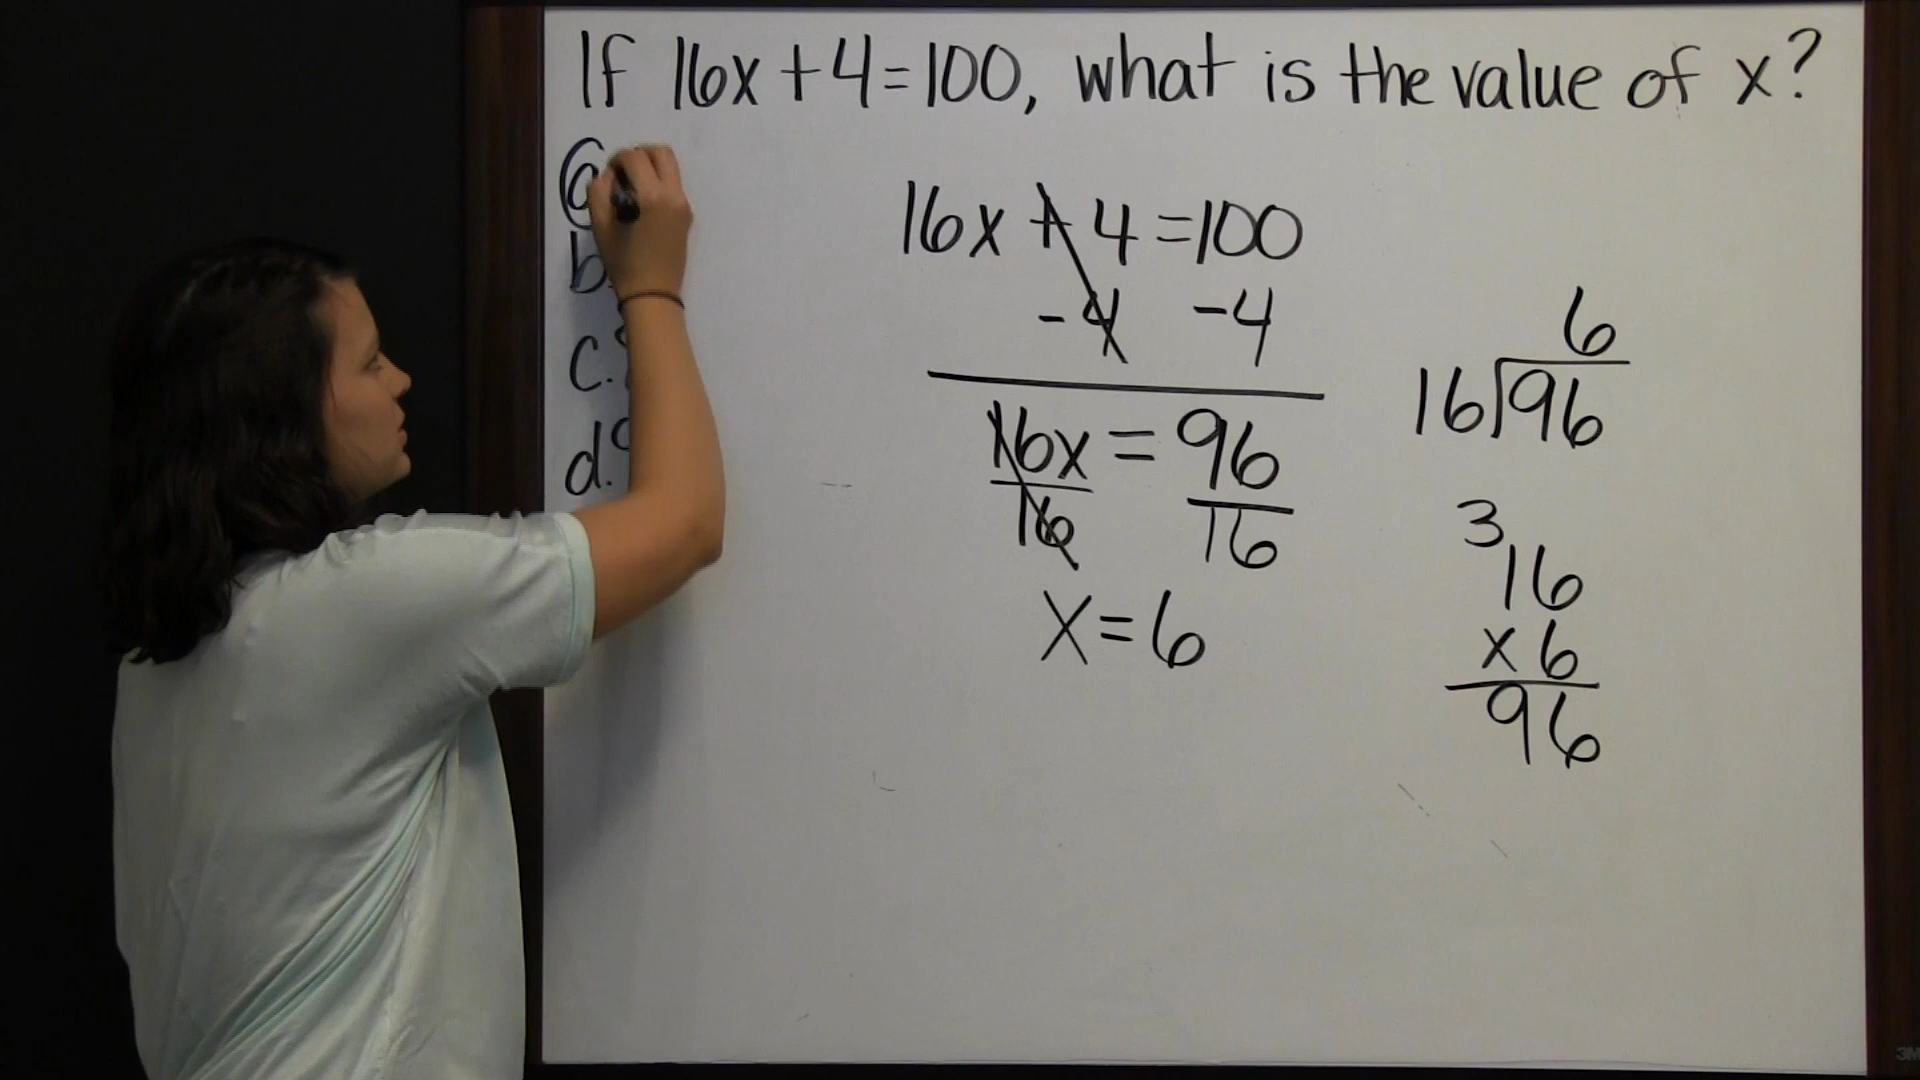 If 16x + 4 = 100, what is the value of x?
a
b.
c.
d.
16x + 4 = 100
- 4 - 4
16x = 96
16 16
x = 6
6
16 96
3
16
x 6
96
3M